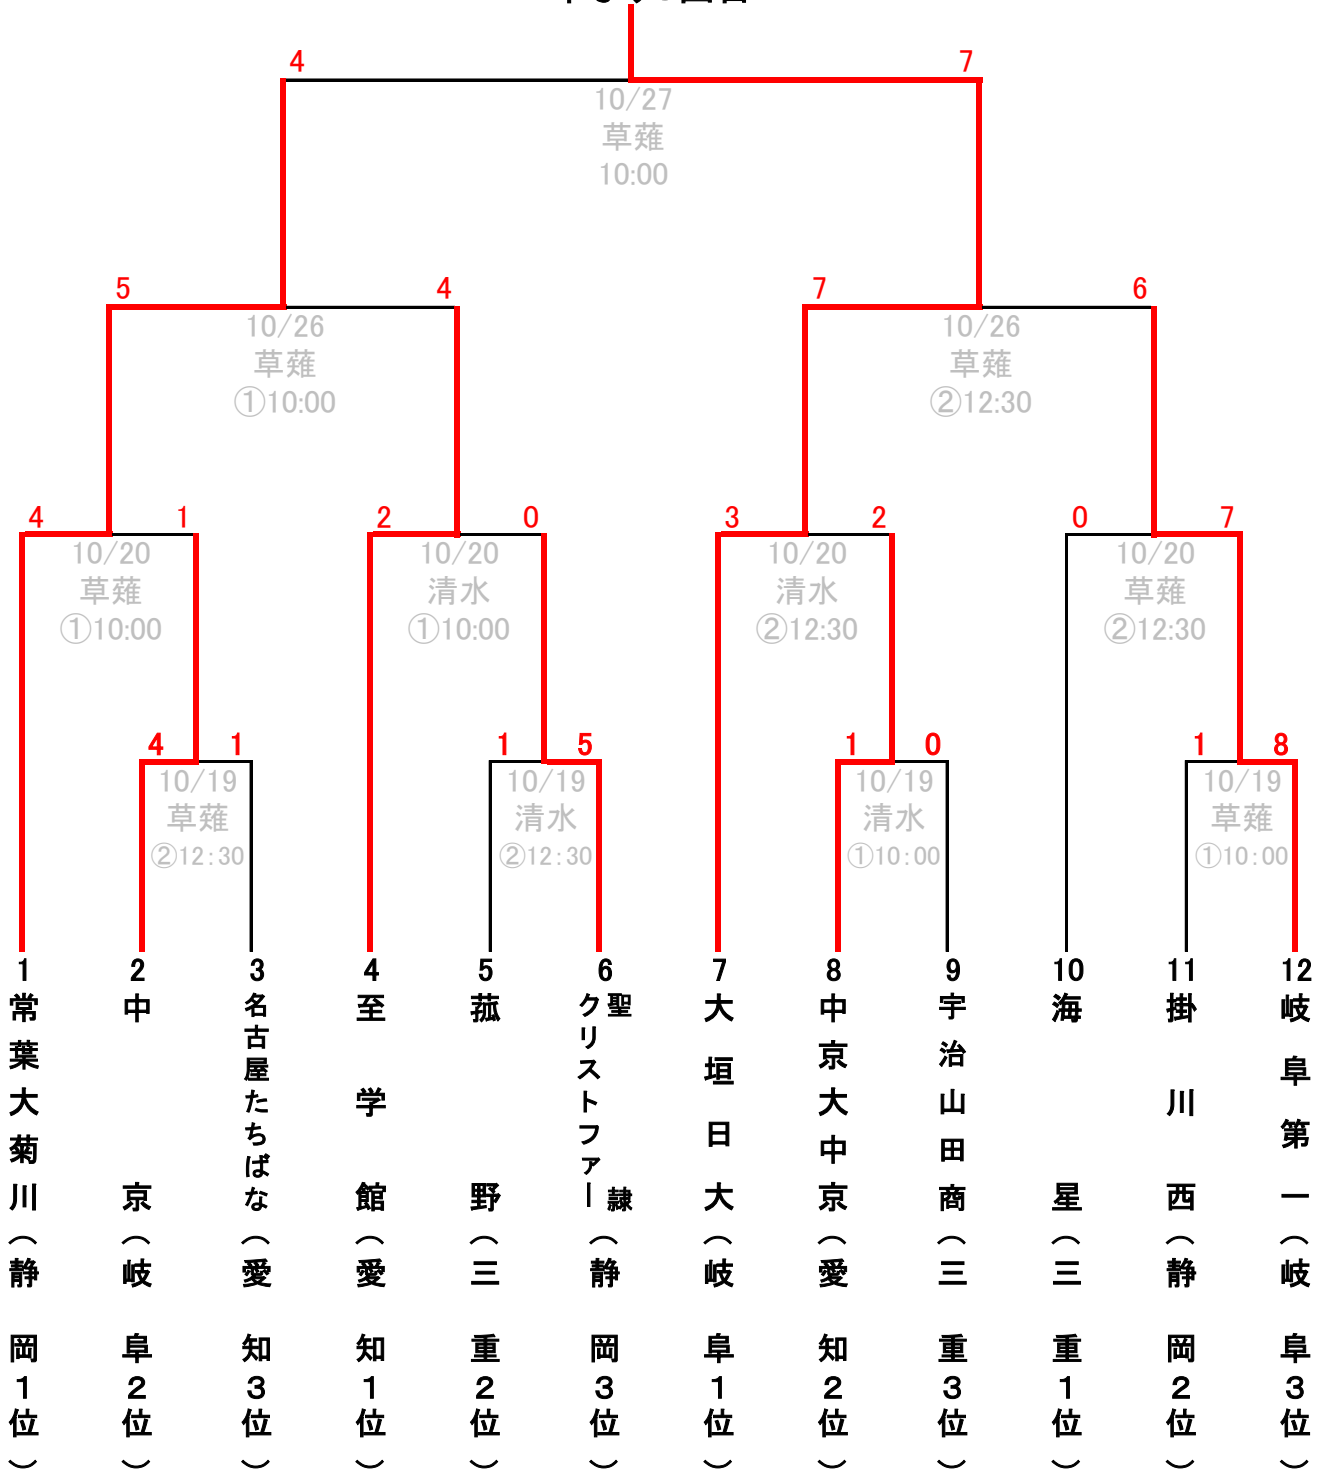 4 7
10/27
草薙
10:00
5 4 7 6
10/26 10/26
草薙 草薙
①10:00 ②12:30
4 1 2 0 3 2 0 7
10/20 10/20 10/20 10/20
草薙 清水 清水 草薙
①10:00 ①10:00 ②12:30 ②12:30
4 1 1 5 1 0 1 8
10/19 10/19 10/19 10/19
草薙 清水 清水 草薙
②12:30 ②12:30 ①10:00 ①10:00
1 2 3 4 5 6 7 8 9 10 11 12
常葉大菊川(静岡1位)
中京(岐阜2位)
名古屋たちばな(愛知3位)
至学館(愛知1位)
菰野(三重2位)
聖隷
クリストファー
(静岡3位)
大垣日大(岐阜1位)
中京大中京(愛知2位)
宇治山田商(三重3位)
海星(三重1位)
掛川西(静岡2位)
岐阜第一(岐阜3位)